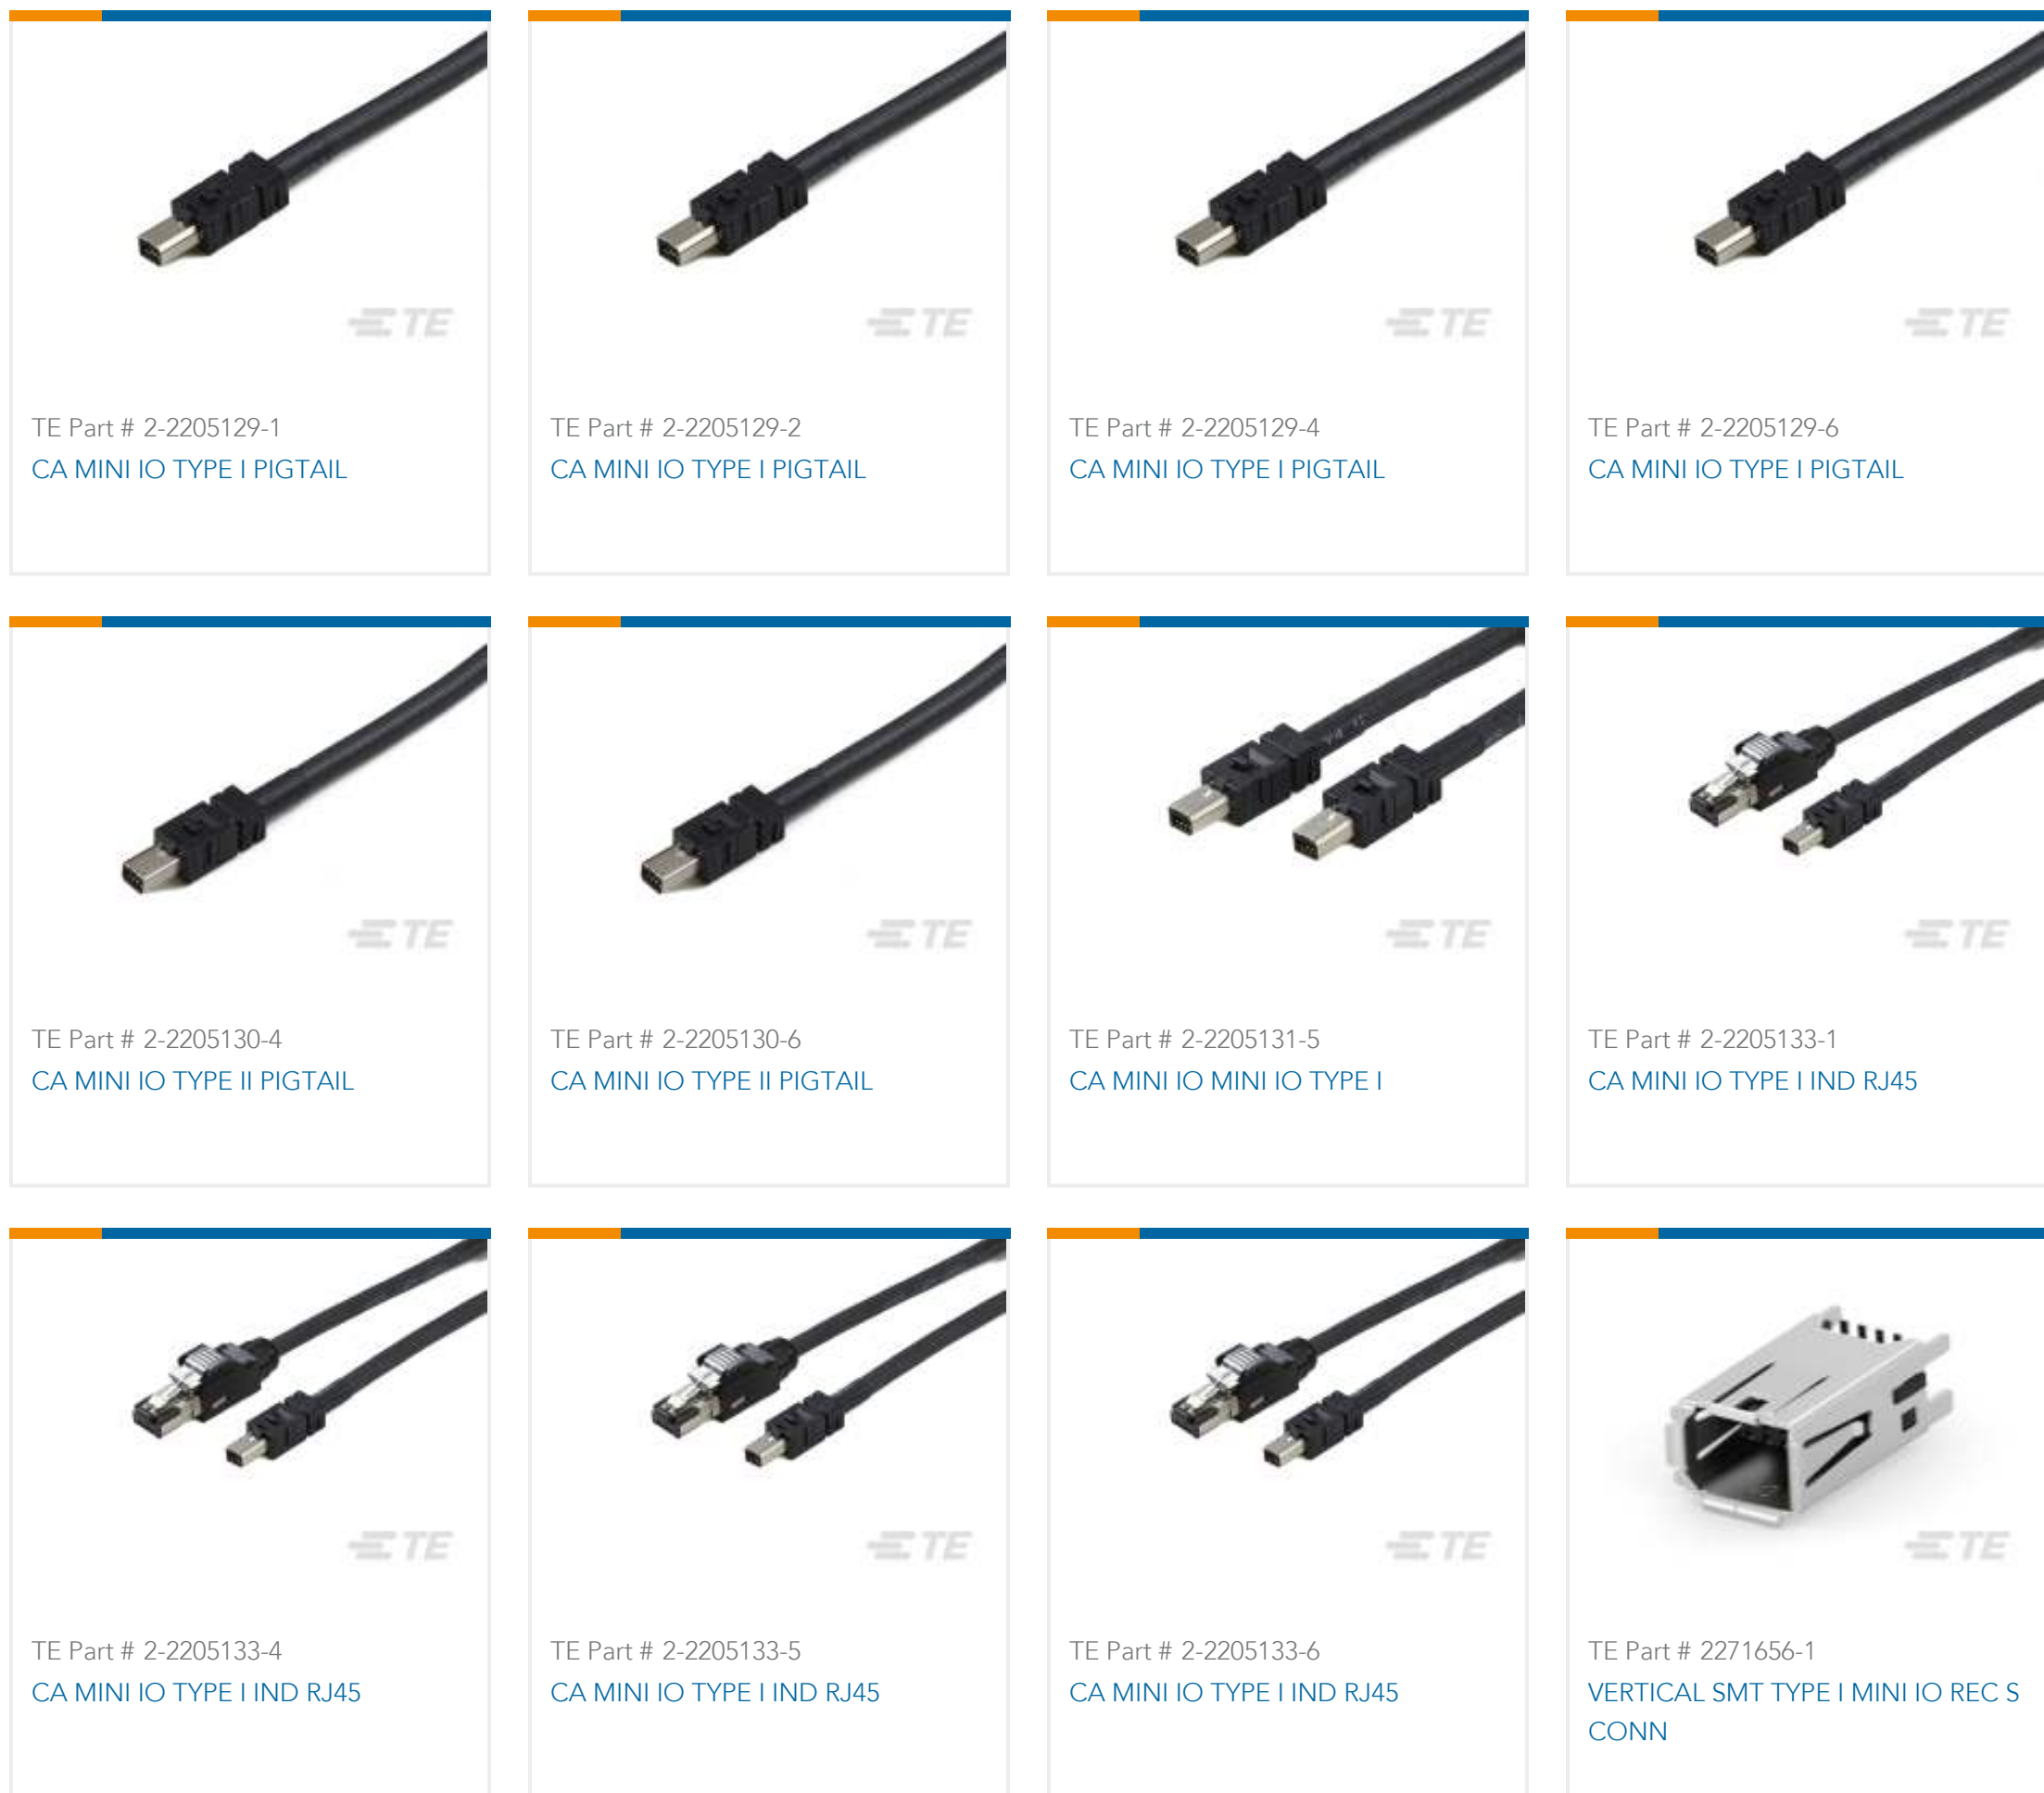 TE
TE
TE
TE
TE Part # 2-2205129-1
CA MINI IO TYPE I PIGTAIL
TE Part # 2-2205129-2
CA MINI IO TYPE I PIGTAIL
TE Part # 2-2205129-4
CA MINI IO TYPE I PIGTAIL
TE Part # 2-2205129-6
CA MINI IO TYPE I PIGTAIL
TE
TE
TE
TE
TE Part # 2-2205130-4
CA MINI IO TYPE II PIGTAIL
TE Part # 2-2205130-6
CA MINI IO TYPE II PIGTAIL
TE Part # 2-2205131-5
CA MINI IO MINI IO TYPE I
TE Part # 2-2205133-1
CA MINI IO TYPE I IND RJ45
TE
TE
TE
TE
TE Part # 2-2205133-4
CA MINI IO TYPE I IND RJ45
TE Part # 2-2205133-5
CA MINI IO TYPE I IND RJ45
TE Part # 2-2205133-6
CA MINI IO TYPE I IND RJ45
TE Part # 2271656-1
VERTICAL SMT TYPE I MINI IO REC S
CONN